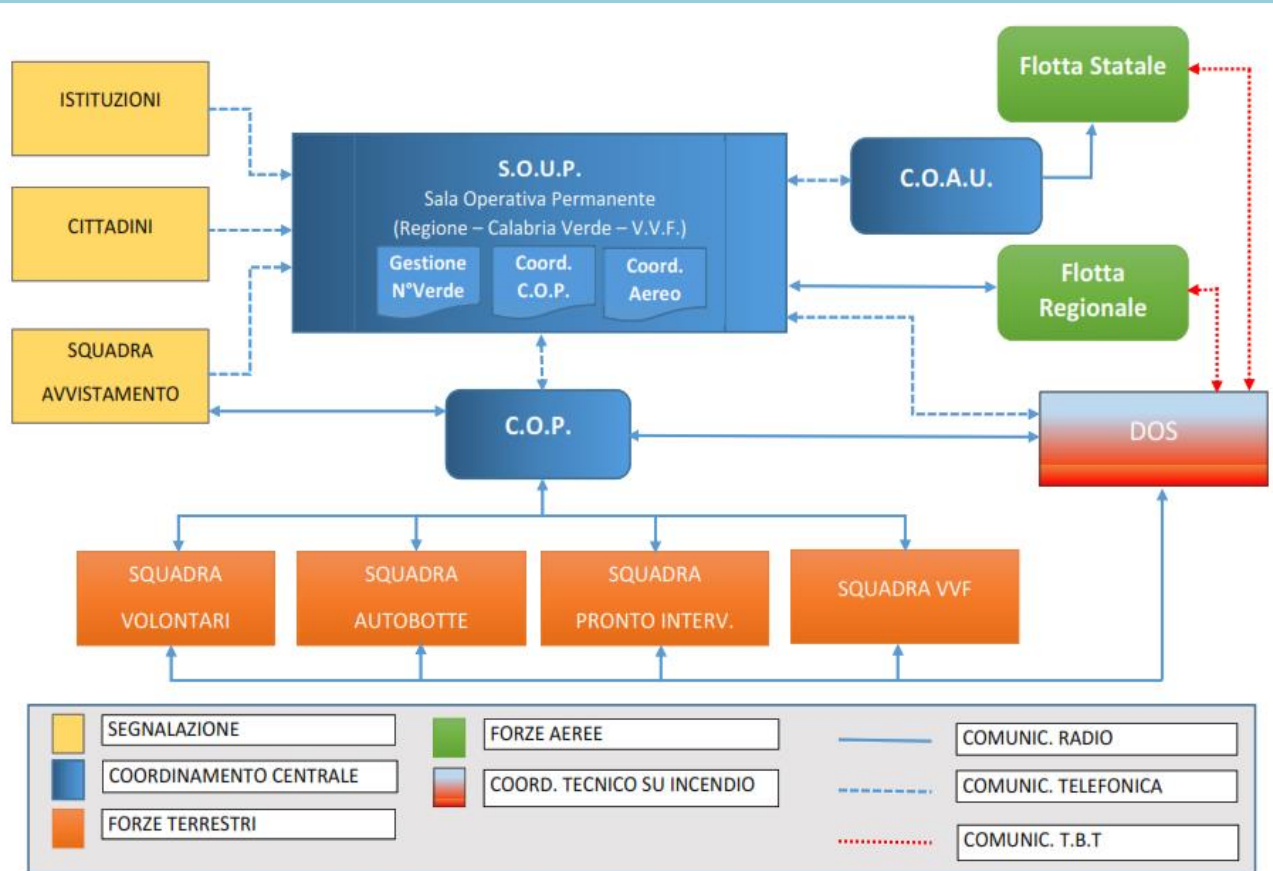 ISTITUZIONI
CITTADINI
SQUADRA
AVVISTAMENTO
S.O.U.P.
Sala Operativa Permanente
(Regione – Calabria Verde – V.V.F.)
Gestione
N°Verde
Coord.
C.O.P.
Coord.
Aereo
C.O.A.U.
Flotta Statale
Flotta
Regionale
C.O.P.
DOS
SQUADRA
VOLONTARI
SQUADRA
AUTOBOTTE
SQUADRA
PRONTO INTERV.
SQUADRA VVF
SEGNALAZIONE
COORDINAMENTO CENTRALE
FORZE TERRESTRI
FORZE AEREE
COORD. TECNICO SU INCENDIO
COMUNIC. RADIO
COMUNIC. TELEFONICA
COMUNIC. T.B.T